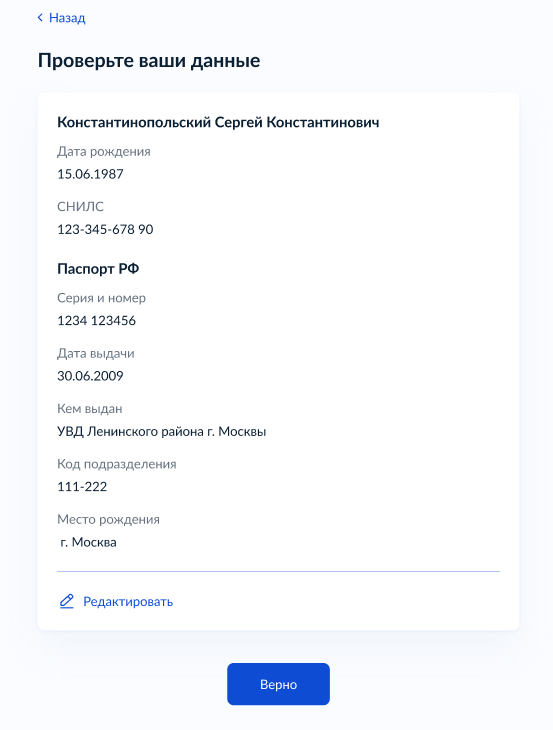 Назад
Проверьте ваши данные
Константинопольский Сергей Константинович
Дата рождения
15.06.1987
СНИЛС
123-345-678 90
Паспорт РФ
Серия и номер
1234 123456
Дата выдачи
30.06.2009
Кем выдан
УВД Ленинского района г. Москвы
Код подразделения
111-222
Место рождения
г. Москва
Редактировать
Верно